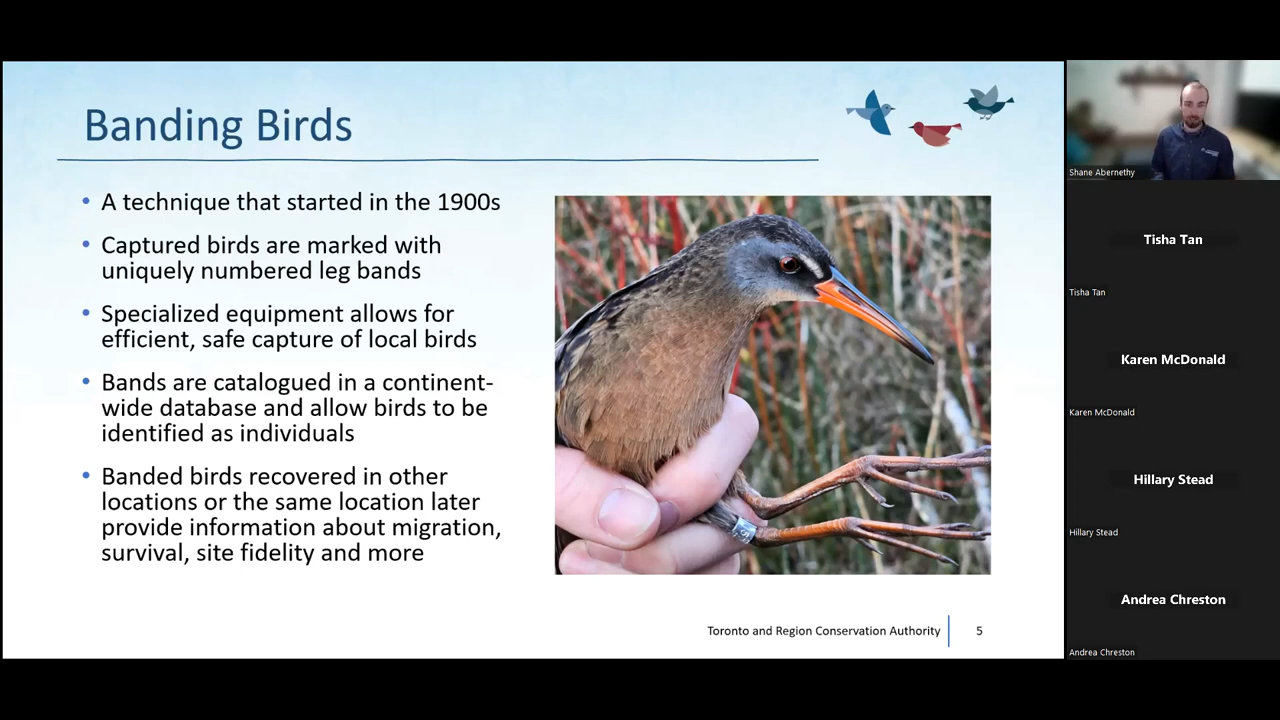 Banding Birds
• A technique that started in the 1900s
• Captured birds are marked with
uniquely numbered leg bands
• Specialized equipment allows for
efficient, safe capture of local birds
• Bands are catalogued in a continent-
wide database and allow birds to be
identified as individuals
• Banded birds recovered in other
locations or the same location later
provide information about migration,
survival, site fidelity and more
Toronto and Region Conservation Authority
5
Shane Abernethy
Tisha Tan
Tisha Tan
Karen McDonald
Karen McDonald
Hillary Stead
Hillary Stead
Andrea Chreston
Andrea Chreston